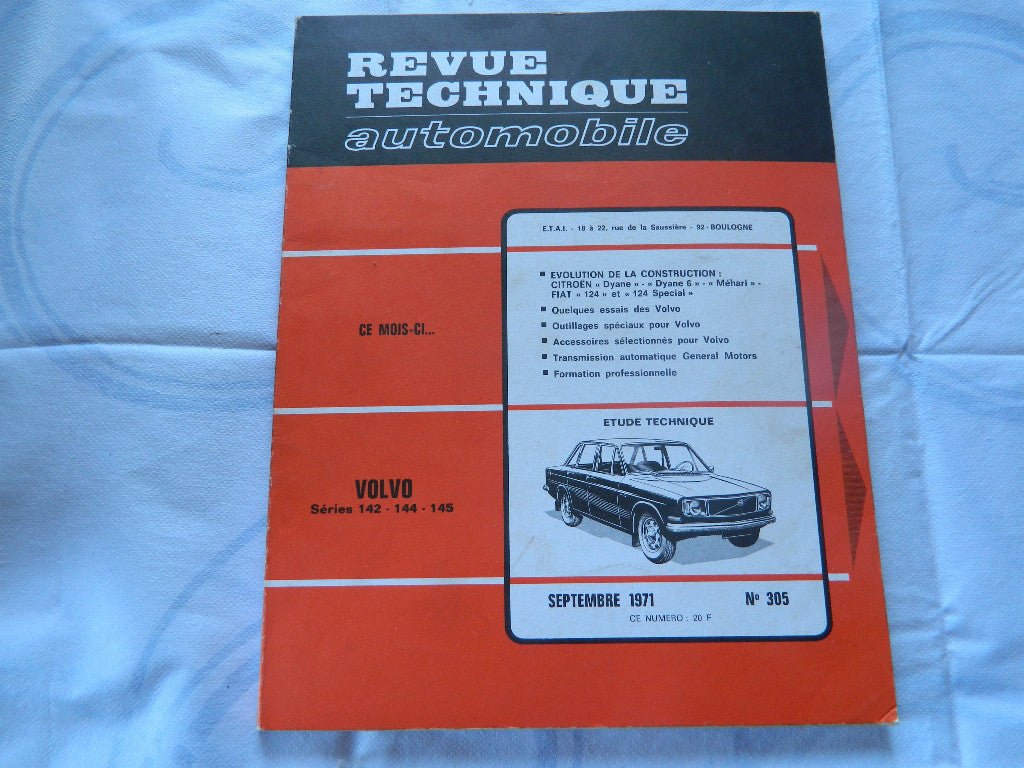 REVUE
TECHNIQUE
automobile
E.T.A.I. - 18 à 22, rue de la Saussière - 92 - BOULOGNE
CE MOIS-CI...
■ EVOLUTION DE LA CONSTRUCTION :
CITROËN « Dyane » - « Dyane 6 » - « Méhari » -
FIAT « 124 » et « 124 Special »
■ Quelques essais des Volvo
■ Outillages spéciaux pour Volvo
■ Accessoires sélectionnés pour Volvo
■ Transmission automatique General Motors
■ Formation professionnelle
VOLVO
Séries 142 - 144 - 145
ETUDE TECHNIQUE
SEPTEMBRE 1971 Nº 305
CE NUMERO : 20 F